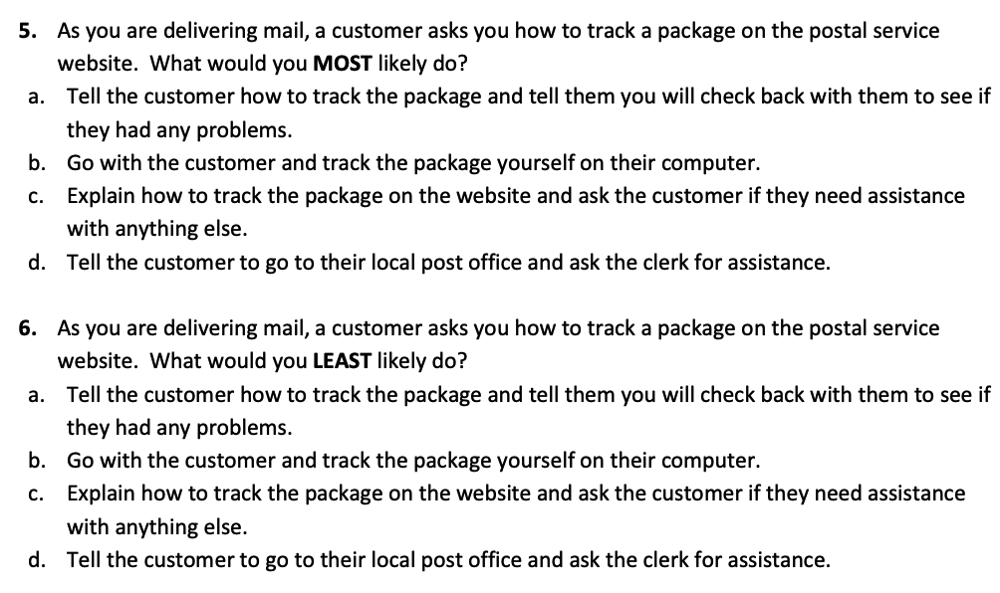 5. As you are delivering mail, a customer asks you how to track a package on the postal service
website. What would you MOST likely do?
a. Tell the customer how to track the package and tell them you will check back with them to see if
they had any problems.
b. Go with the customer and track the package yourself on their computer.
c. Explain how to track the package on the website and ask the customer if they need assistance
with anything else.
d. Tell the customer to go to their local post office and ask the clerk for assistance.
6. As you are delivering mail, a customer asks you how to track a package on the postal service
website. What would you LEAST likely do?
a. Tell the customer how to track the package and tell them you will check back with them to see if
they had any problems.
b. Go with the customer and track the package yourself on their computer.
c. Explain how to track the package on the website and ask the customer if they need assistance
with anything else.
d. Tell the customer to go to their local post office and ask the clerk for assistance.